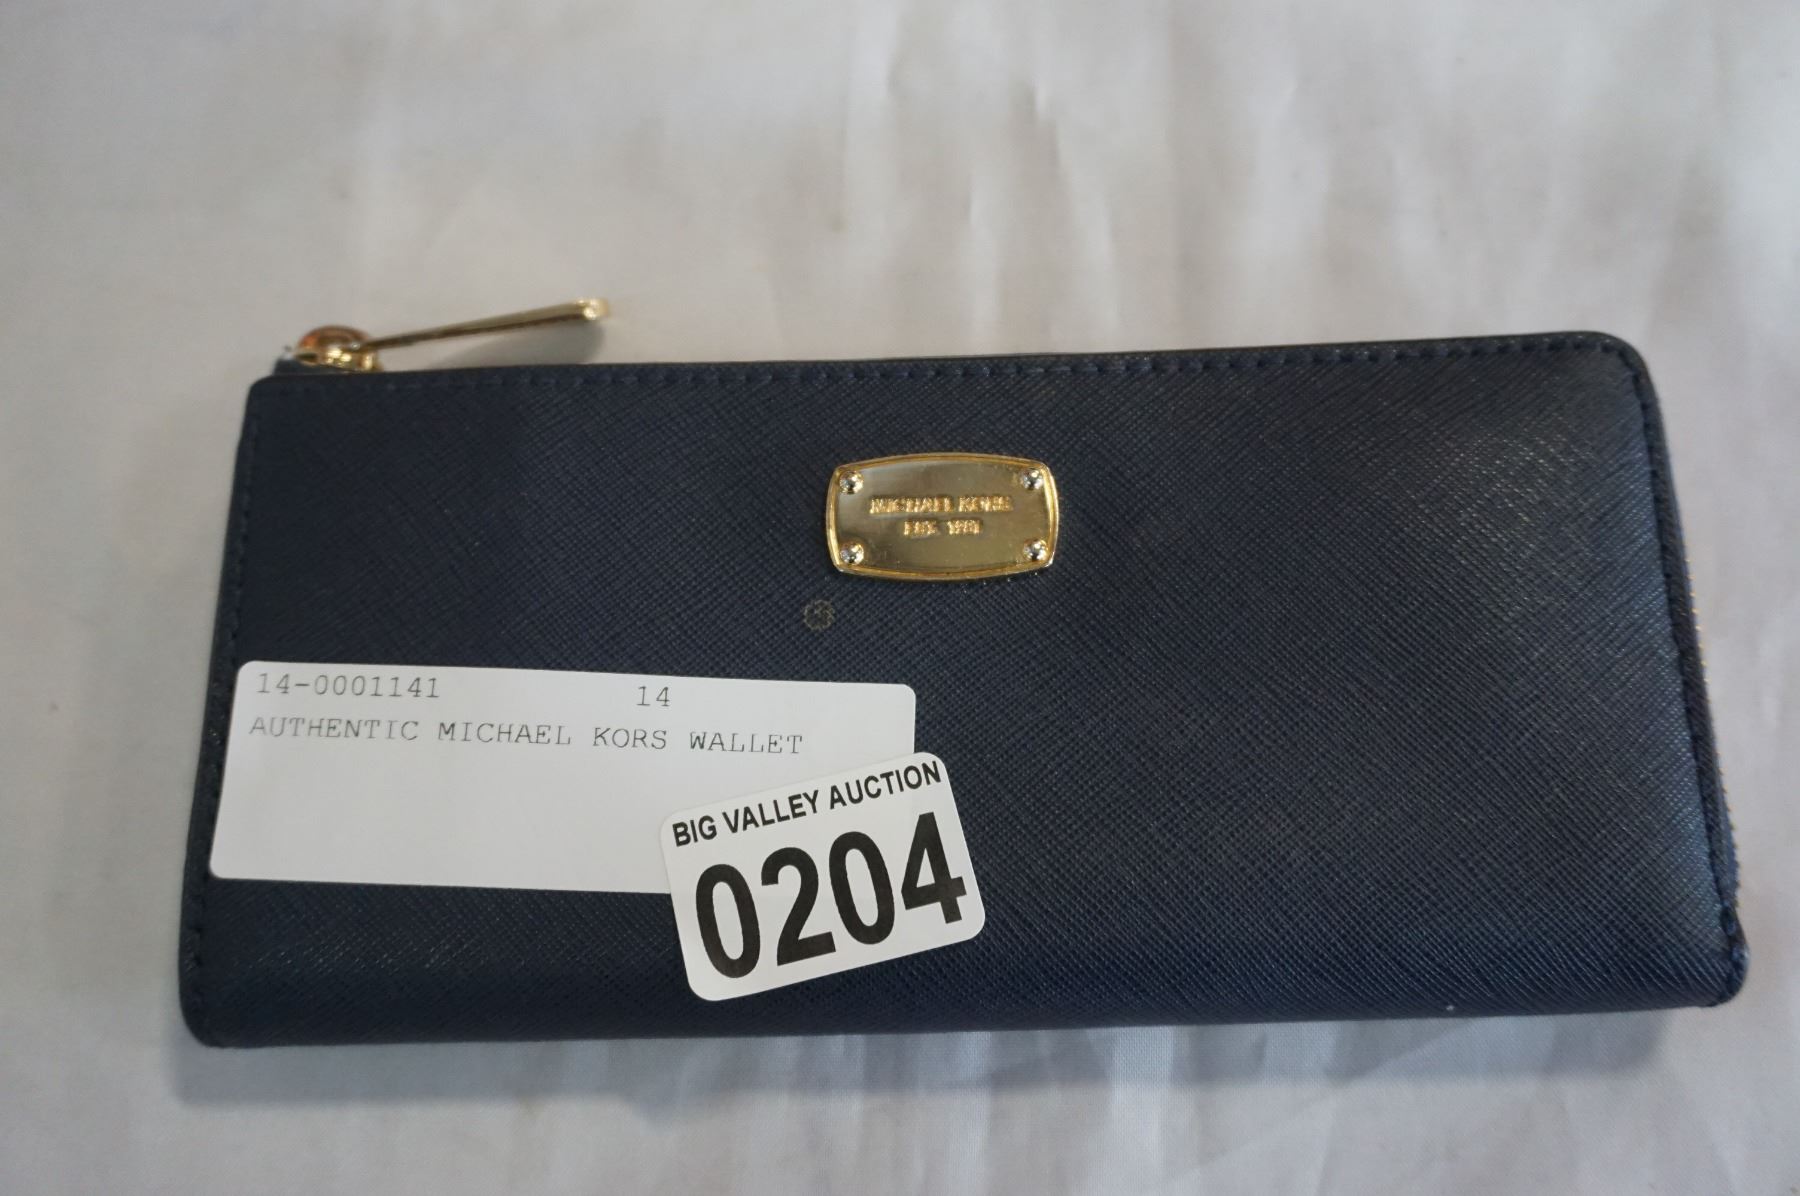 MICHAEL KORS
EST. 1981
14-0001141 14
AUTHENTIC MICHAEL KORS WALLET
BIG VALLEY AUCTION
0204